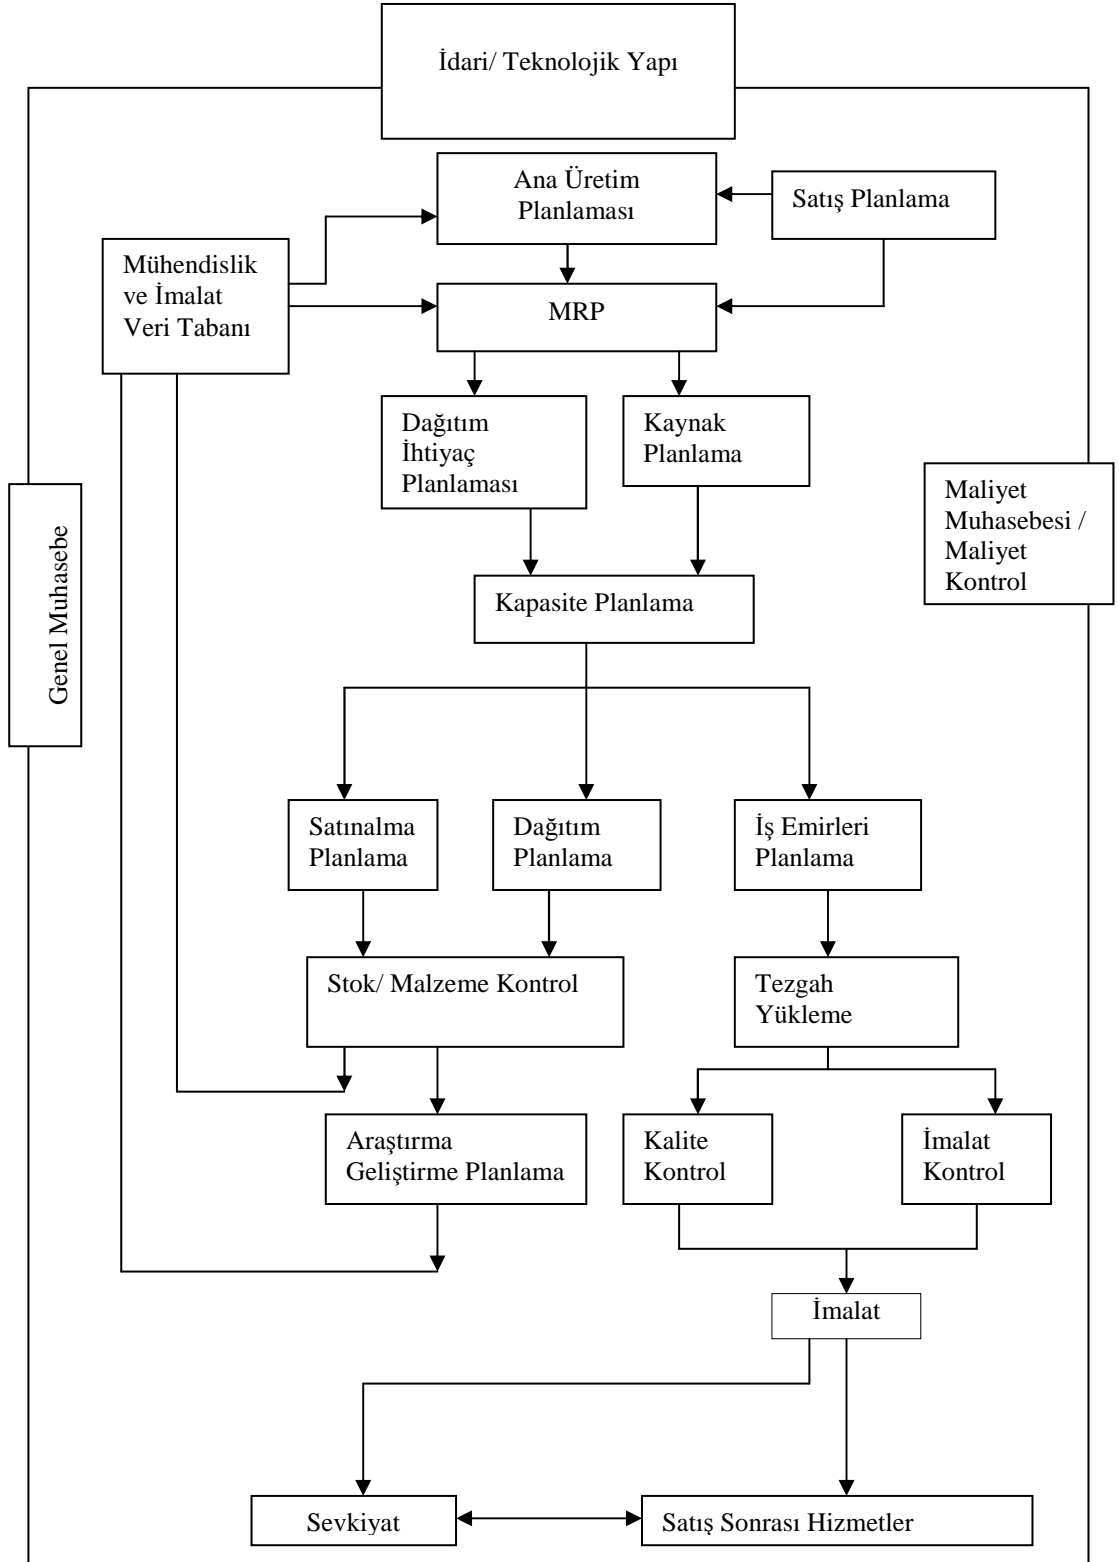 İdari/ Teknolojik Yapı
Ana Üretim
Planlaması
Satış Planlama
Mühendislik
ve İmalat
Veri Tabanı
MRP
Dağıtım
İhtiyaç
Planlaması
Kaynak
Planlama
Maliyet
Muhasebesi /
Maliyet
Kontrol
Genel Muhasebe
Kapasite Planlama
Satınalma
Planlama
Dağıtım
Planlama
İş Emirleri
Planlama
Stok/ Malzeme Kontrol
Tezgah
Yükleme
Araştırma
Geliştirme Planlama
Kalite
Kontrol
İmalat
Kontrol
İmalat
Sevkiyat
Satış Sonrası Hizmetler